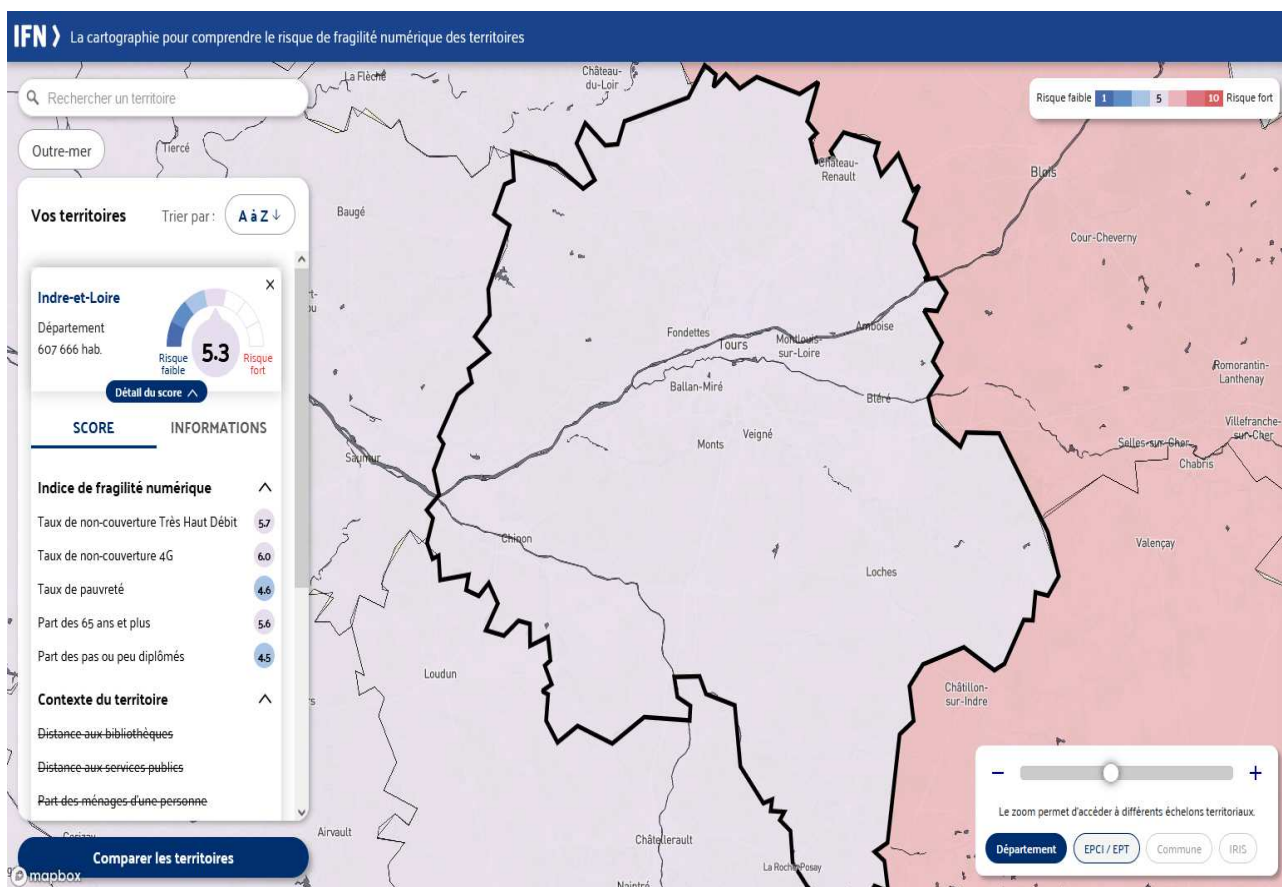 IFN La cartographie pour comprendre le risque de fragilité numérique des territoires
Rechercher un territoire
Outre-mer
Vos territoires
Trier par :
A à Z
Indre-et-Loire
Département
607 666 hab.
Risque faible
5.3
Risque fort
Détail du score
SCORE
INFORMATIONS
Indice de fragilité numérique
Taux de non-couverture Très Haut Débit 5.7
Taux de non-couverture 4G 6.0
Taux de pauvreté 4.6
Part des 65 ans et plus 5.6
Part des pas ou peu diplômés 4.5
Contexte du territoire
Distance aux bibliothèques
Distance aux services publics
Part des ménages d'une personne
Comparer les territoires
mapbox
Risque faible 1 5 10 Risque fort
La Flèche
Château-
du-Loir
Tiercé
Château-
Renault
Blois
Baugé
Cour-Cheverny
Fondettes
Tours
Montlouis-
sur-Loire
Amboise
Ballan-Miré
Bléré
Romorantin-
Lanthenay
Villefranche-
sur-Cher
Selles-sur-Cher
Chabris
Saumur
Monts
Veigné
Chinon
Valençay
Loches
Loudun
Châtillon-
sur-Indre
Airvault
Châtellerault
La Roche-Posay
Naintré
Cerizay
Le zoom permet d'accéder à différents échelons territoriaux.
Département
EPCI / EPT
Commune
IRIS